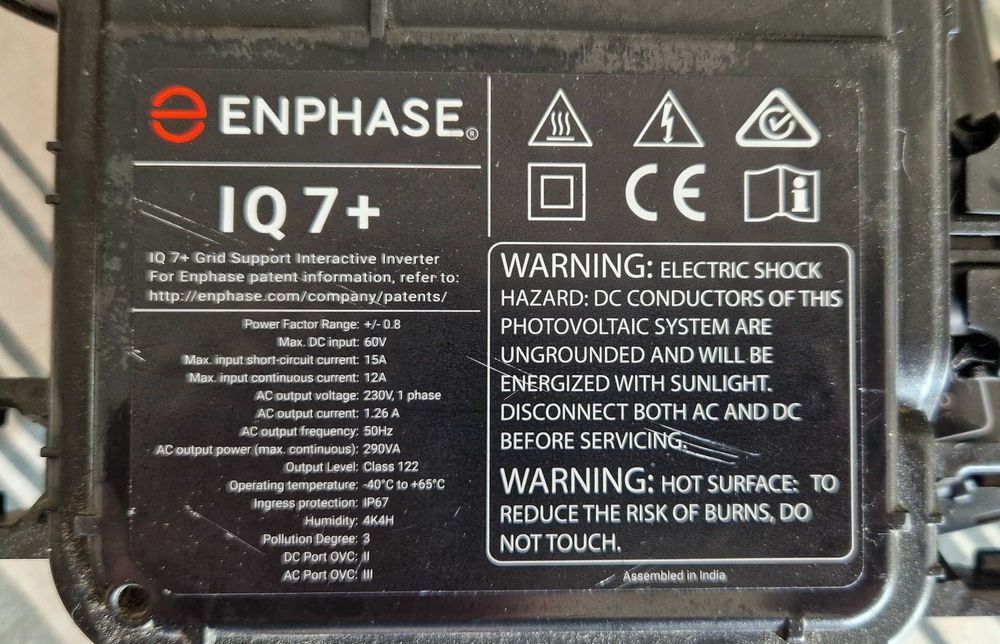 ENPHASE®
IQ 7+
IQ 7+ Grid Support Interactive Inverter
For Enphase patent information, refer to:
http://enphase.com/company/patents/
Power Factor Range: +/- 0.8
Max. DC input: 60V
Max. input short-circuit current: 15A
Max. input continuous current: 12A
AC output voltage: 230V, 1 phase
AC output current: 1.26 A
AC output frequency: 50Hz
AC output power (max. continuous): 290VA
Output Level: Class 122
Operating temperature: -40°C to +65°C
Ingress protection: IP67
Humidity: 4K4H
Pollution Degree: 3
DC Port OVC: II
AC Port OVC: III
CE
i
WARNING: ELECTRIC SHOCK
HAZARD: DC CONDUCTORS OF THIS
PHOTOVOLTAIC SYSTEM ARE
UNGROUNDED AND WILL BE
ENERGIZED WITH SUNLIGHT.
DISCONNECT BOTH AC AND DC
BEFORE SERVICING.
WARNING: HOT SURFACE: TO
REDUCE THE RISK OF BURNS, DO
NOT TOUCH.
Assembled in India